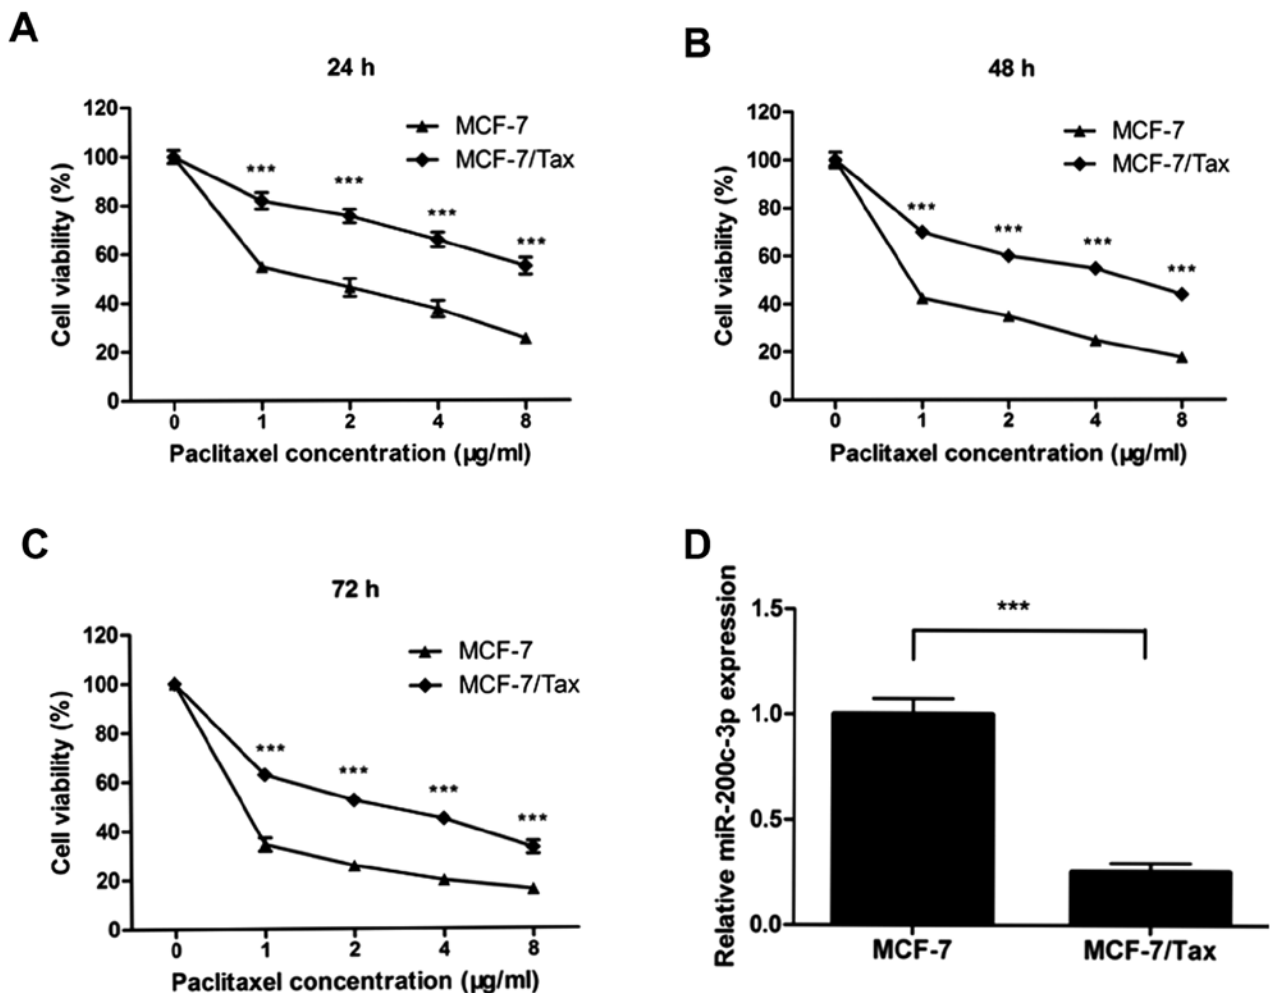 A
24 h
120
100
80
60
40
20
0
Cell viability (%)
MCF-7
MCF-7/Tax
***
***
***
***
0 1 2 4 8
Paclitaxel concentration (µg/ml)
B
48 h
120
100
80
60
40
20
0
Cell viability (%)
MCF-7
MCF-7/Tax
***
***
***
***
0 1 2 4 8
Paclitaxel concentration (µg/ml)
C
72 h
120
100
80
60
40
20
0
Cell viability (%)
MCF-7
MCF-7/Tax
***
***
***
***
0 1 2 4 8
Paclitaxel concentration (µg/ml)
D
Relative miR-200c-3p expression
1.5
1.0
0.5
0.0
***
MCF-7 MCF-7/Tax